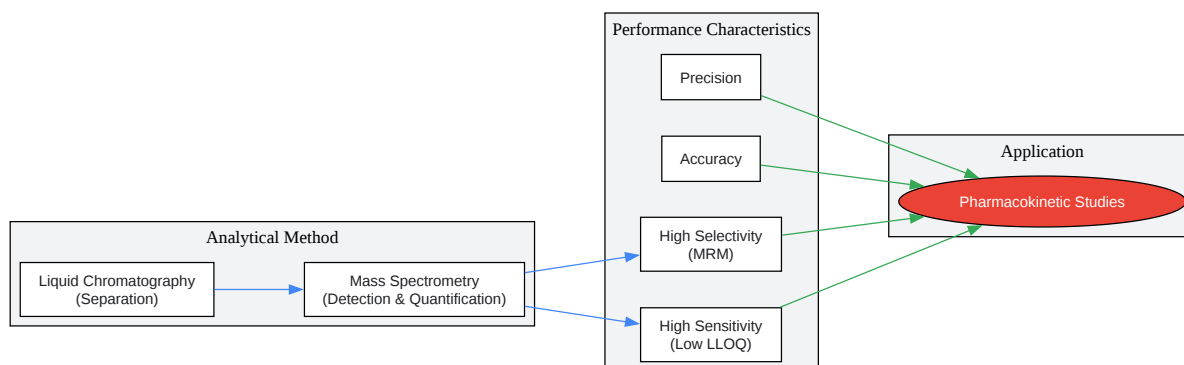 Analytical Method
Liquid Chromatography
(Separation)
Mass Spectrometry
(Detection & Quantification)
Performance Characteristics
Precision
Accuracy
High Selectivity
(MRM)
High Sensitivity
(Low LLOQ)
Application
Pharmacokinetic Studies